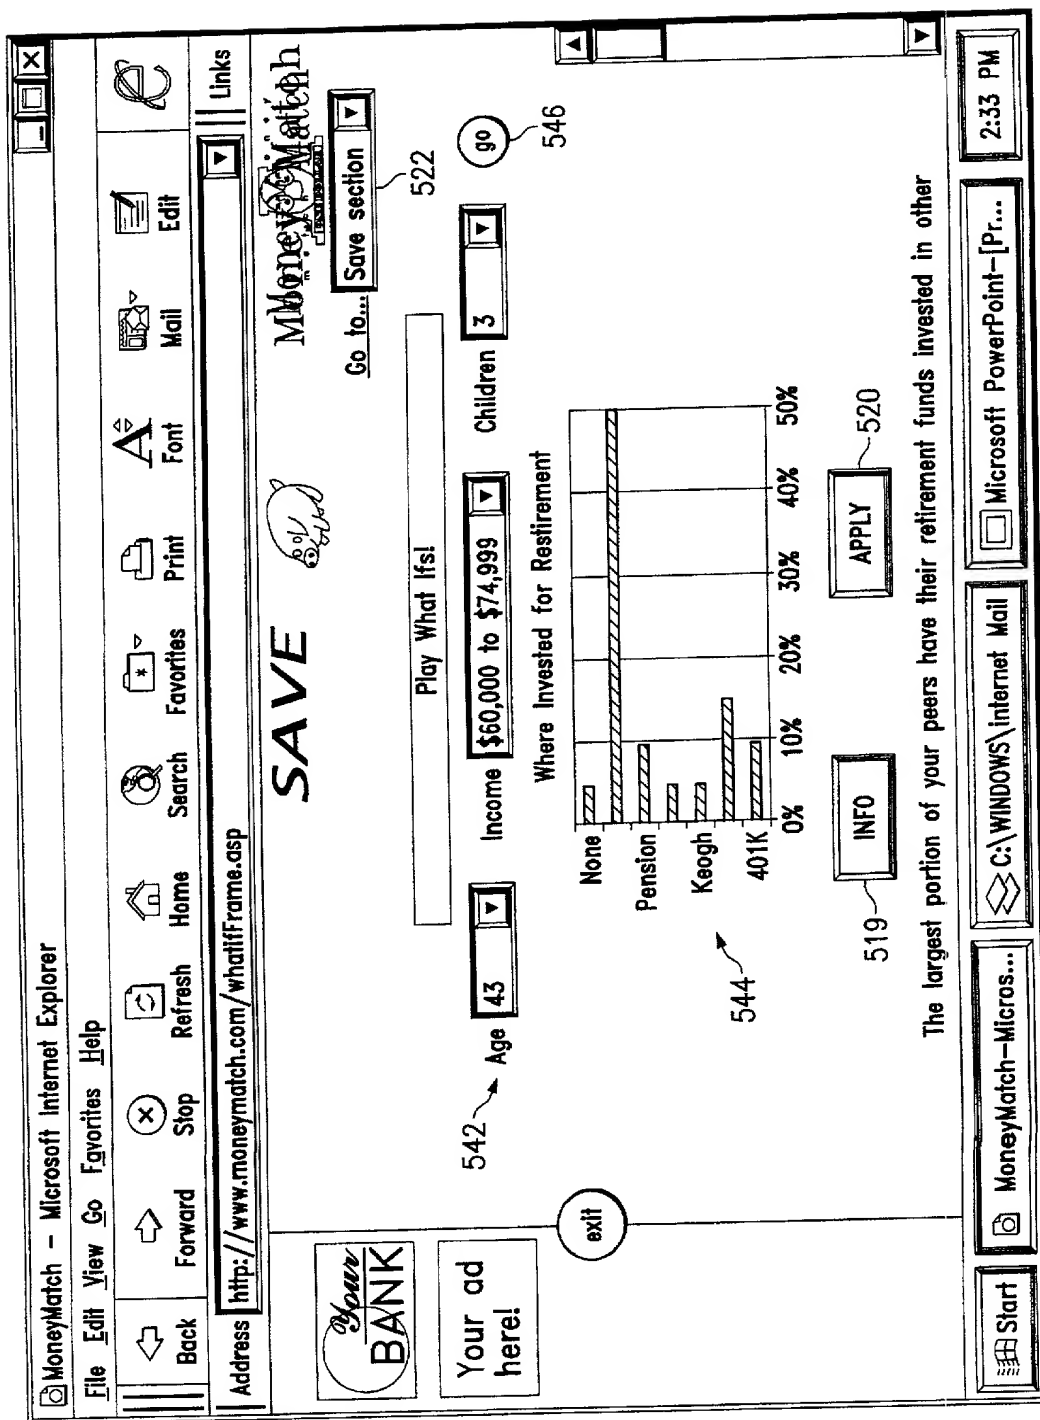 MoneyMatch - Microsoft Internet Explorer
File Edit View Go Favorites Help
Back Forward Stop Refresh Home Search Favorites Print Font Mail Edit
Address http://www.moneymatch.com/whatifFrame.asp Links
Your BANK
Your ad here!
exit
SAVE
MoneyMatch
Go to... Save section
522
Play What Ifs!
542 Age 43 Income $60,000 to $74,999 Children 3 go
546
Where Invested for Restirement
None
Pension
Keogh
401K
0% 10% 20% 30% 40% 50%
544
519 INFO APPLY 520
The largest portion of your peers have their retirement funds invested in other
Start MoneyMatch-Micros... C:\WINDOWS\internet Mail Microsoft PowerPoint-[Pr... 2:33 PM